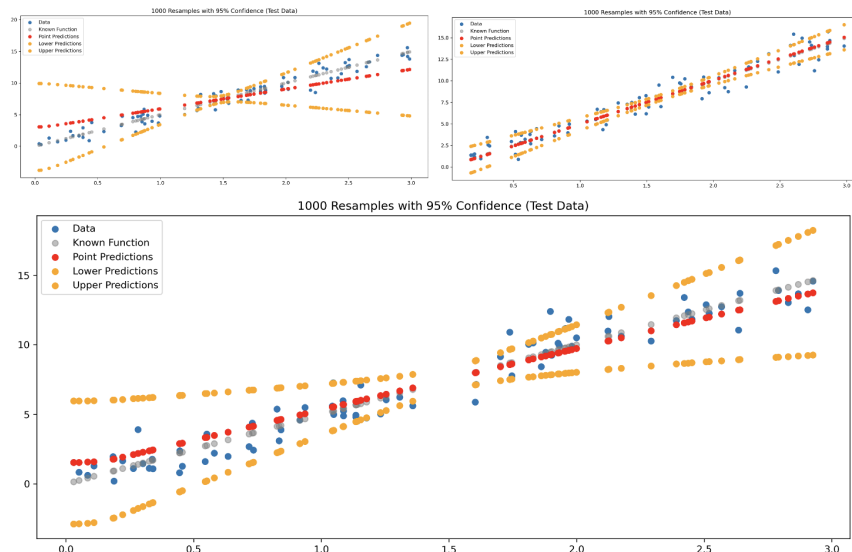 1000 Resamples with 95% Confidence (Test Data)
Data
Known Function
Point Predictions
Lower Predictions
Upper Predictions
20
15
10
5
0
0.0 0.5 1.0 1.5 2.0 2.5 3.0
1000 Resamples with 95% Confidence (Test Data)
Data
Known Function
Point Predictions
Lower Predictions
Upper Predictions
15.0
12.5
10.0
7.5
5.0
2.5
0.0
0.5 1.0 1.5 2.0 2.5 3.0
1000 Resamples with 95% Confidence (Test Data)
Data
Known Function
Point Predictions
Lower Predictions
Upper Predictions
15
10
5
0
0.0 0.5 1.0 1.5 2.0 2.5 3.0